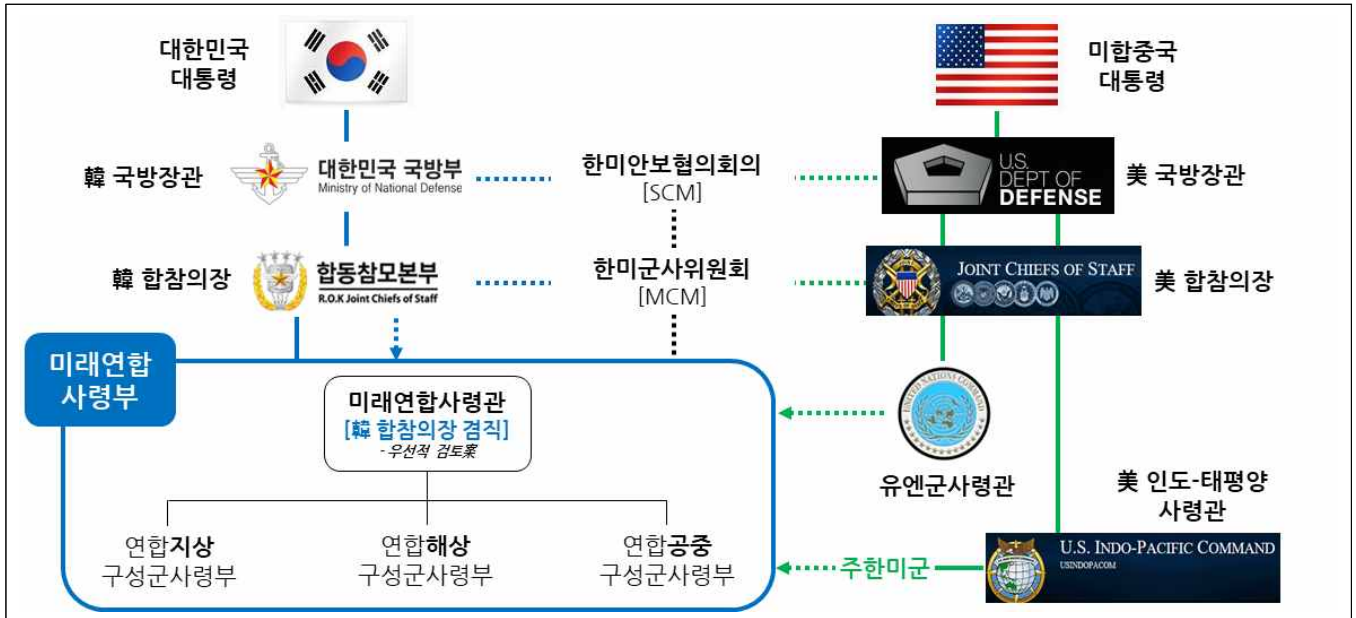 대한민국
대통령
미합중국
대통령
韓 국방장관
대한민국 국방부
Ministry of National Defense
한미안보협의회의
[SCM]
U.S.
DEPT OF
DEFENSE
美 국방장관
韓 합참의장
합동참모본부
R.O.K Joint Chiefs of Staff
한미군사위원회
[MCM]
JOINT CHIEFS OF STAFF
美 합참의장
미래연합
사령부
미래연합사령관
[韓 합참의장 겸직]
- 우선적 검토案
UNITED NATIONS COMMAND
유엔군사령관
美 인도-태평양
사령관
연합지상
구성군사령부
연합해상
구성군사령부
연합공중
구성군사령부
주한미군
U.S. INDO-PACIFIC COMMAND
USINDOPACOM